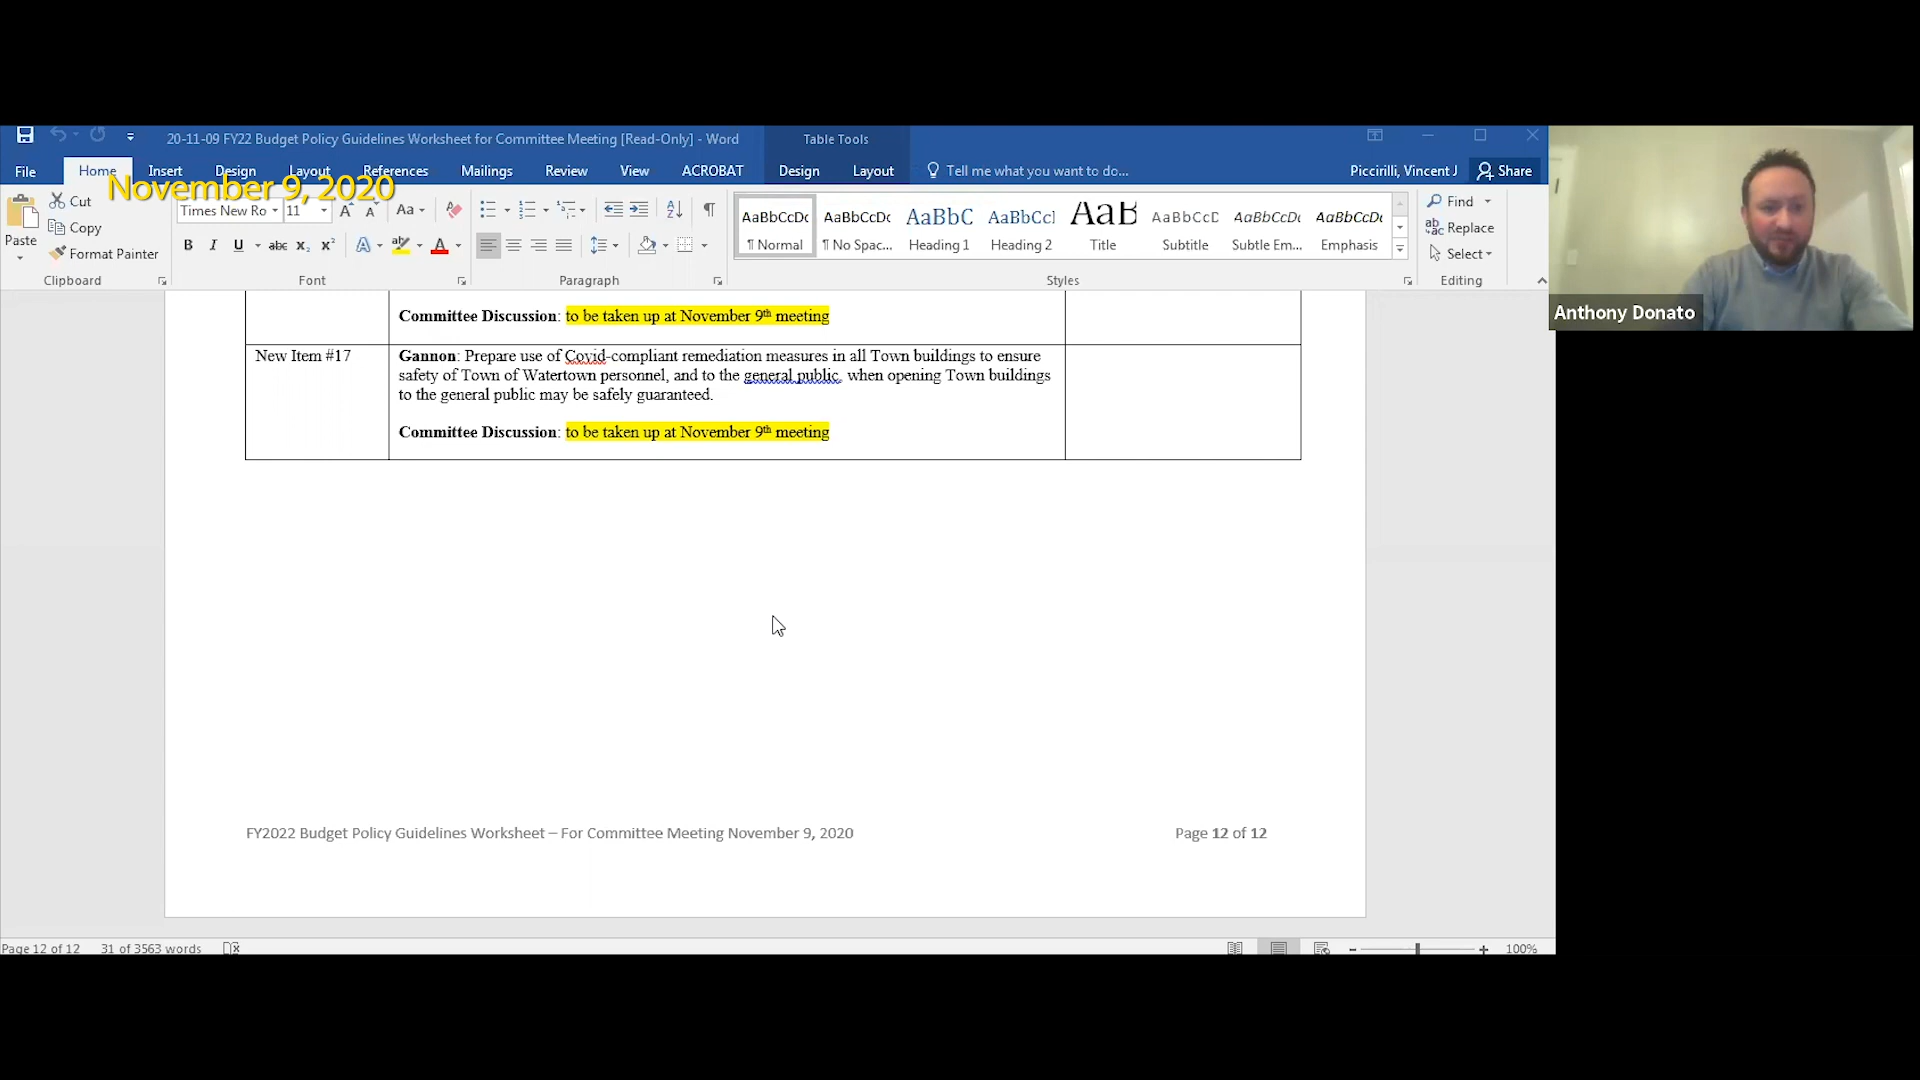 20-11-09 FY22 Budget Policy Guidelines Worksheet for Committee Meeting [Read-Only] - Word
Table Tools
File Home Insert Design Layout References Mailings Review View ACROBAT Design Layout Tell me what you want to do... Piccirilli, Vincent J Share
November 9, 2020
Paste
Cut
Copy
Format Painter
Clipboard
Times New Ro 11
Font
Paragraph
AaBbCcDc AaBbCcDc AaBbC AaBbCcl AaB AaBbCcD AaBbCcDc AaBbCcDc
¶ Normal ¶ No Spac... Heading 1 Heading 2 Title Subtitle Subtle Em... Emphasis
Styles
Find
Replace
Select
Editing
Anthony Donato
Committee Discussion: to be taken up at November 9th meeting
New Item #17
Gannon: Prepare use of Covid-compliant remediation measures in all Town buildings to ensure
safety of Town of Watertown personnel, and to the general public, when opening Town buildings
to the general public may be safely guaranteed.
Committee Discussion: to be taken up at November 9th meeting
FY2022 Budget Policy Guidelines Worksheet – For Committee Meeting November 9, 2020
Page 12 of 12
Page 12 of 12 31 of 3563 words
100%